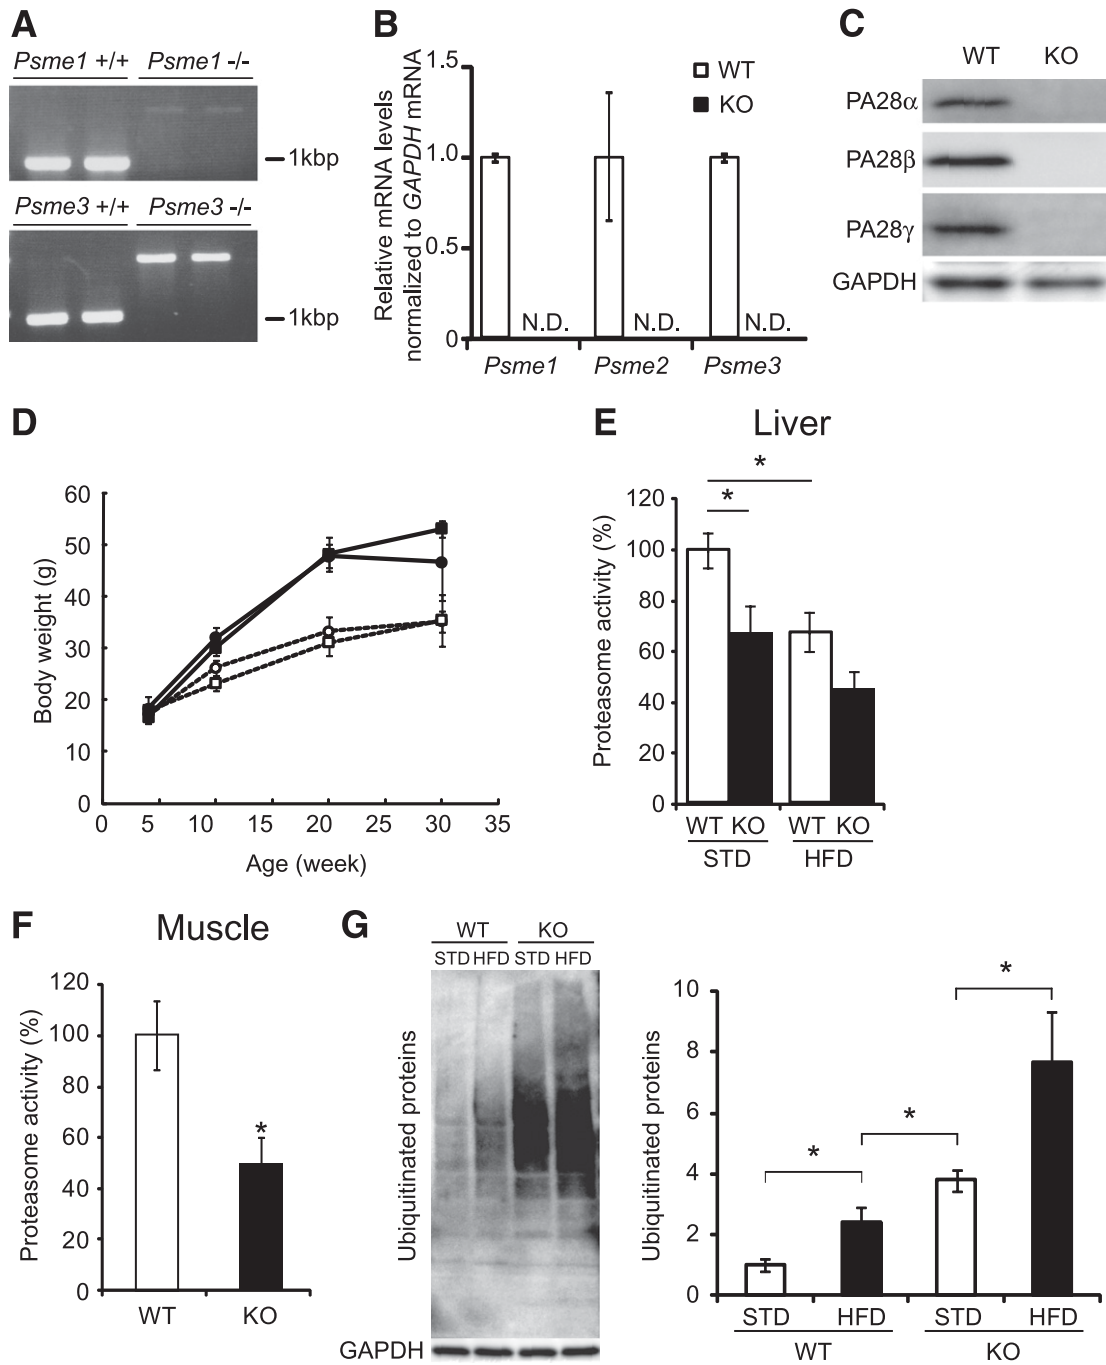 A
Psme1 +/+ Psme1 -/-
1kbp
Psme3 +/+ Psme3 -/-
1kbp
B
Relative mRNA levels
normalized to GAPDH mRNA
1.5
1.0
0.5
0
WT
KO
N.D. N.D. N.D.
Psme1 Psme2 Psme3
C
WT KO
PA28α
PA28β
PA28γ
GAPDH
D
Body weight (g)
60
50
40
30
20
10
0
0 5 10 15 20 25 30 35
Age (week)
E
Liver
Proteasome activity (%)
120
100
80
60
40
20
0
*
*
WT KO WT KO
STD HFD
F
Muscle
Proteasome activity (%)
120
100
80
60
40
20
0
*
WT KO
G
WT KO
STD HFD STD HFD
Ubiquitinated proteins
GAPDH
Ubiquitinated proteins
10
8
6
4
2
0
*
*
*
STD HFD STD HFD
WT KO